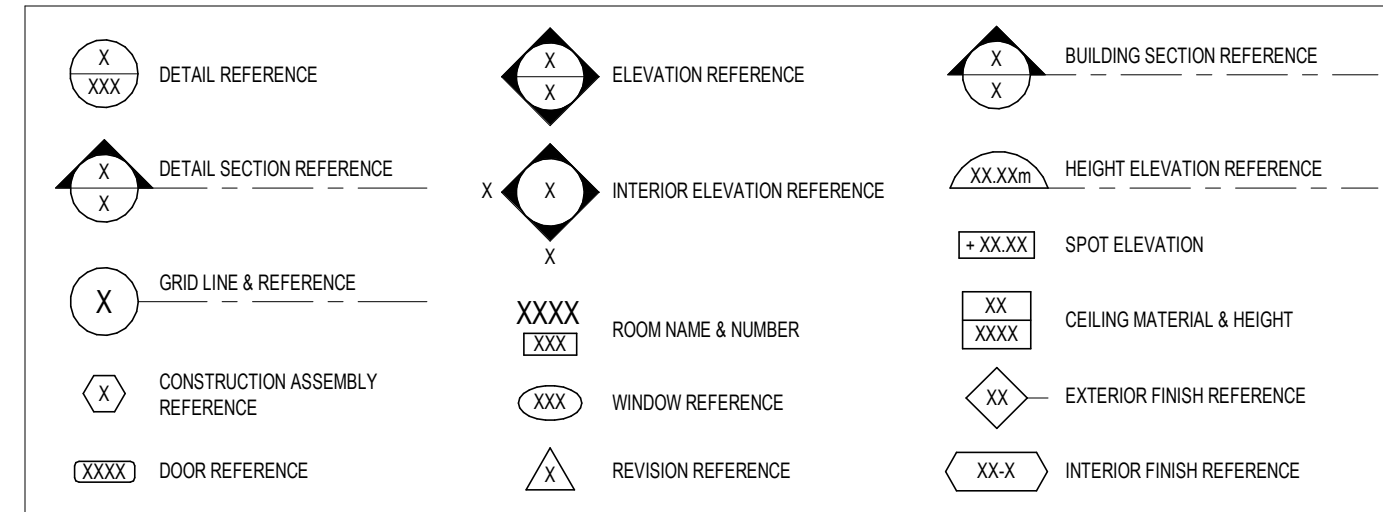 X
XXX
DETAIL REFERENCE
X
X
DETAIL SECTION REFERENCE
X
GRID LINE & REFERENCE
X
CONSTRUCTION ASSEMBLY
REFERENCE
XXXX
DOOR REFERENCE
X
X
ELEVATION REFERENCE
X
X
INTERIOR ELEVATION REFERENCE
X
XXXX
XXX
ROOM NAME & NUMBER
XXX
WINDOW REFERENCE
X
REVISION REFERENCE
X
X
BUILDING SECTION REFERENCE
XX.XXm
HEIGHT ELEVATION REFERENCE
+ XX.XX
SPOT ELEVATION
XX
XXXX
CEILING MATERIAL & HEIGHT
XX
EXTERIOR FINISH REFERENCE
XX-X
INTERIOR FINISH REFERENCE